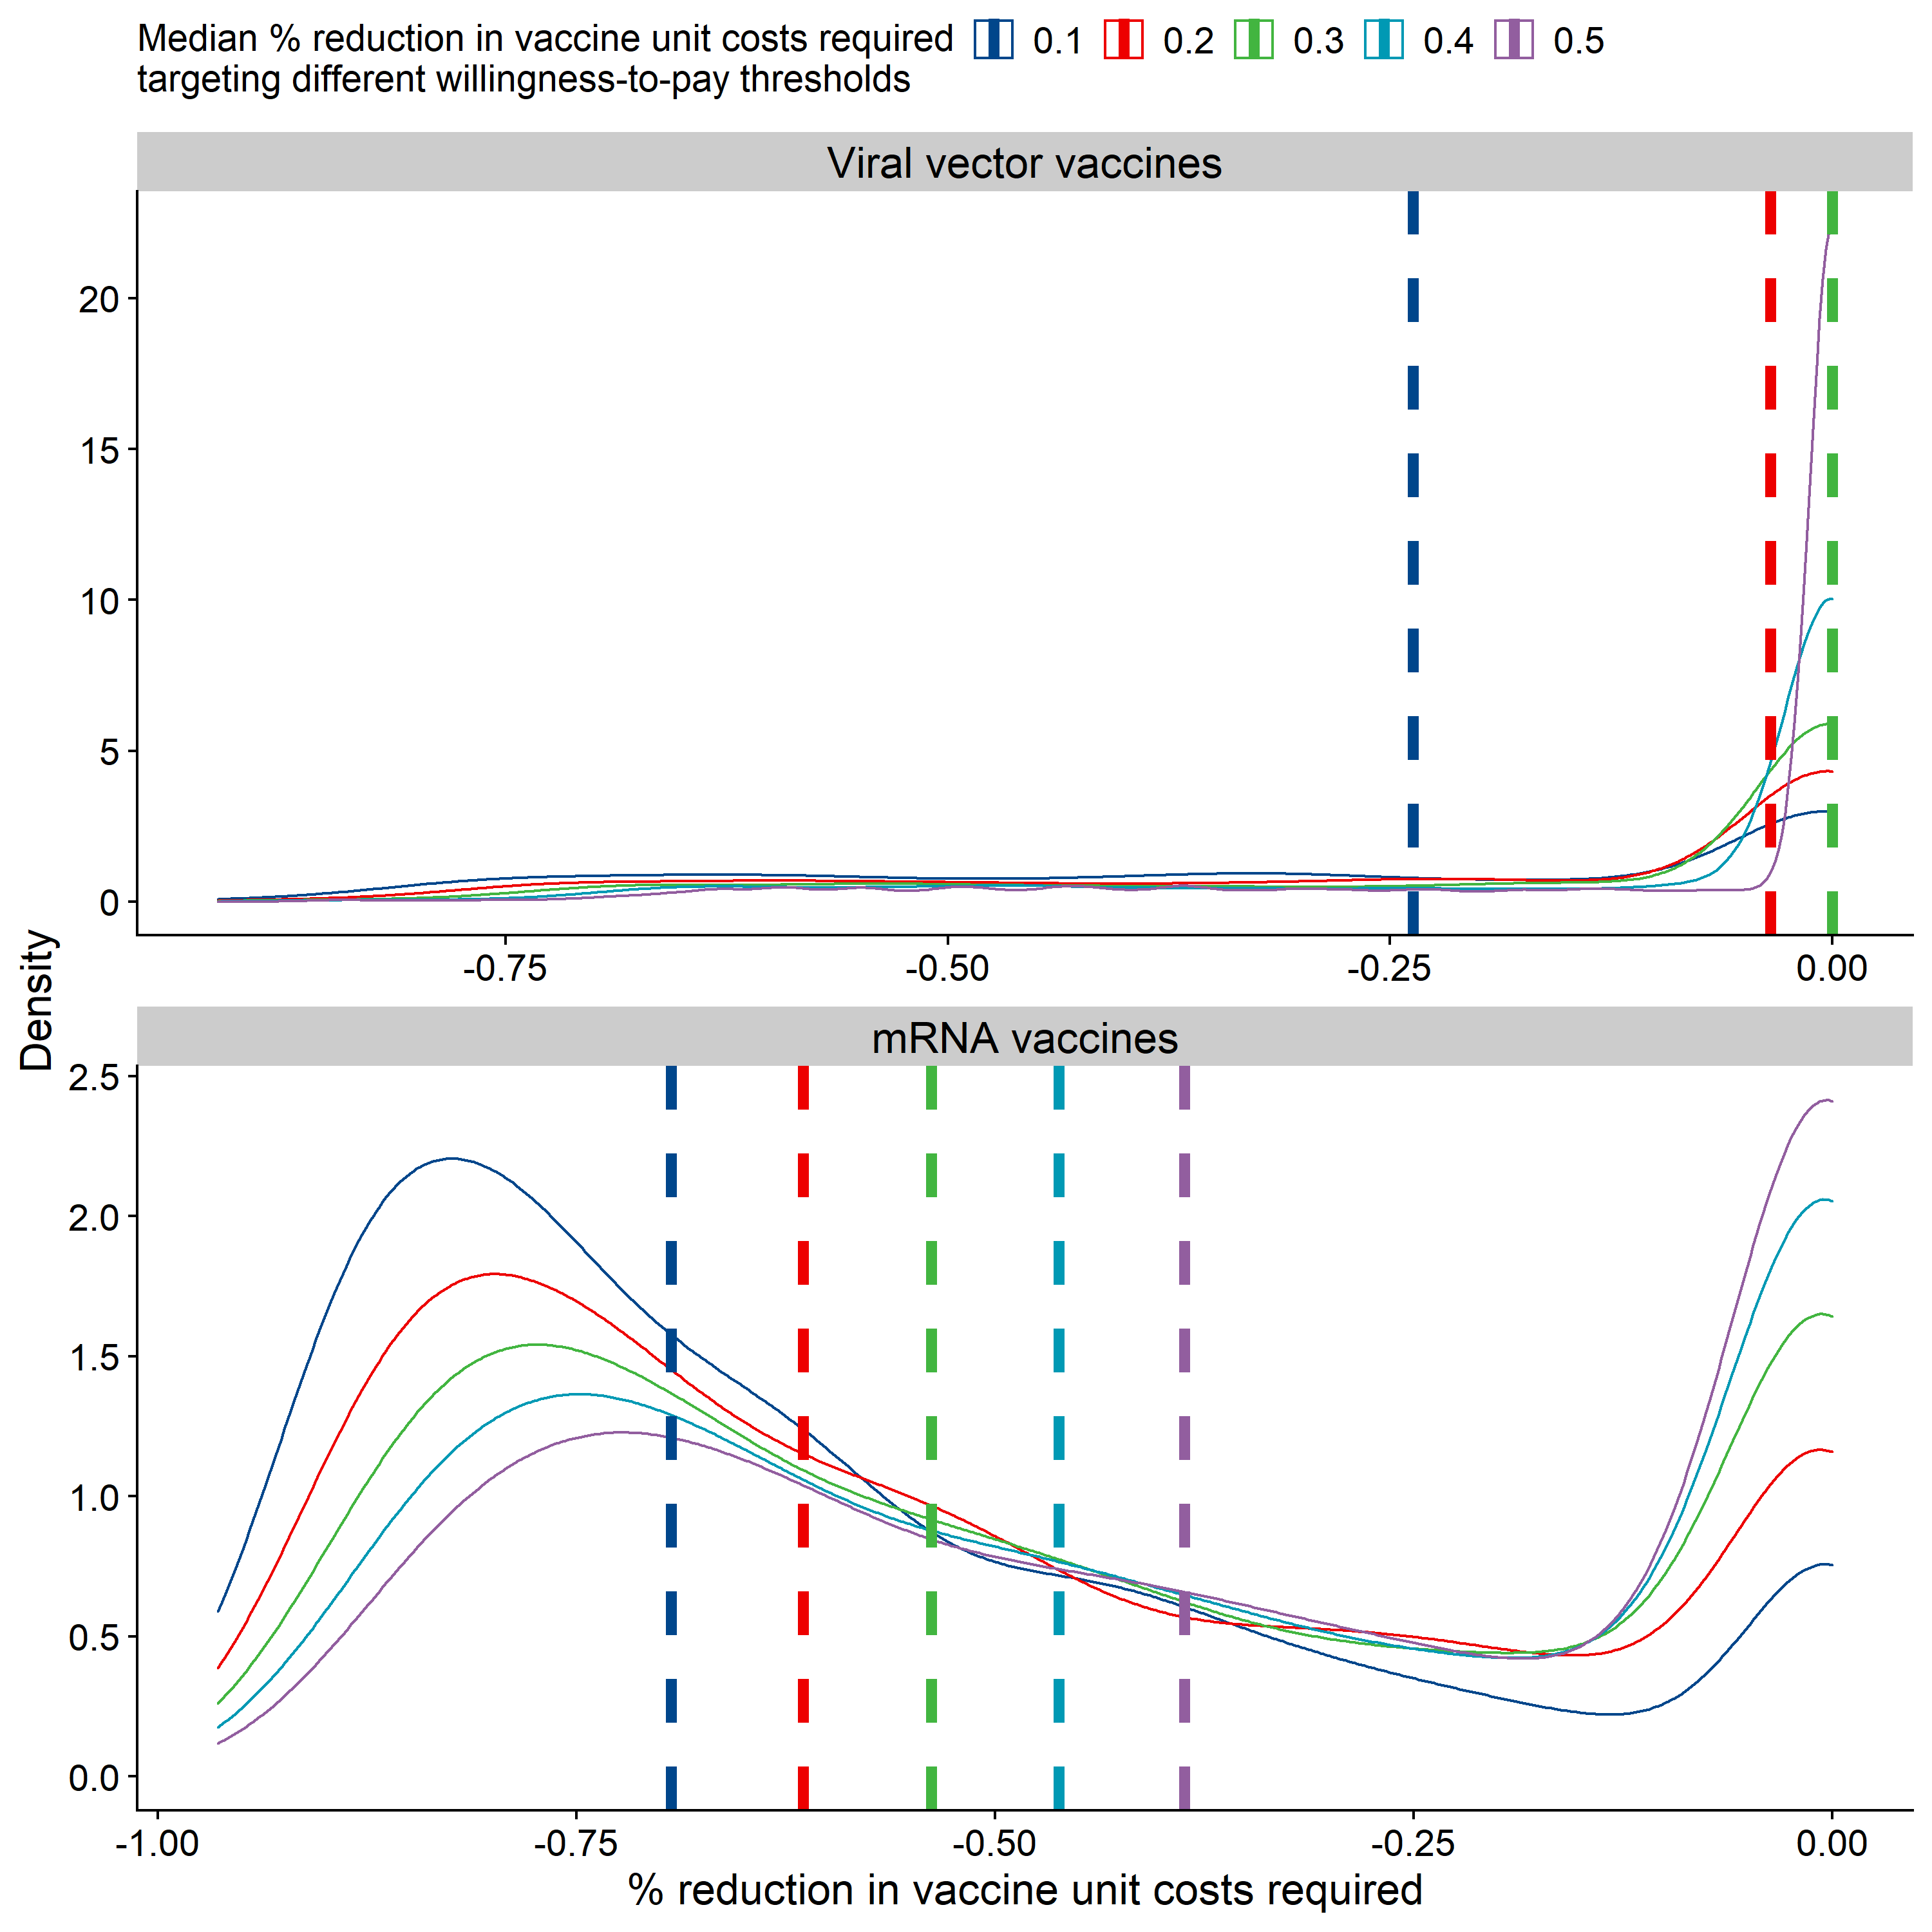 Median % reduction in vaccine unit costs required 0.1 0.2 0.3 0.4 0.5
targeting different willingness-to-pay thresholds
Viral vector vaccines
20
15
10
5
0
-0.75 -0.50 -0.25 0.00
Density
mRNA vaccines
2.5
2.0
1.5
1.0
0.5
0.0
-1.00 -0.75 -0.50 -0.25 0.00
% reduction in vaccine unit costs required